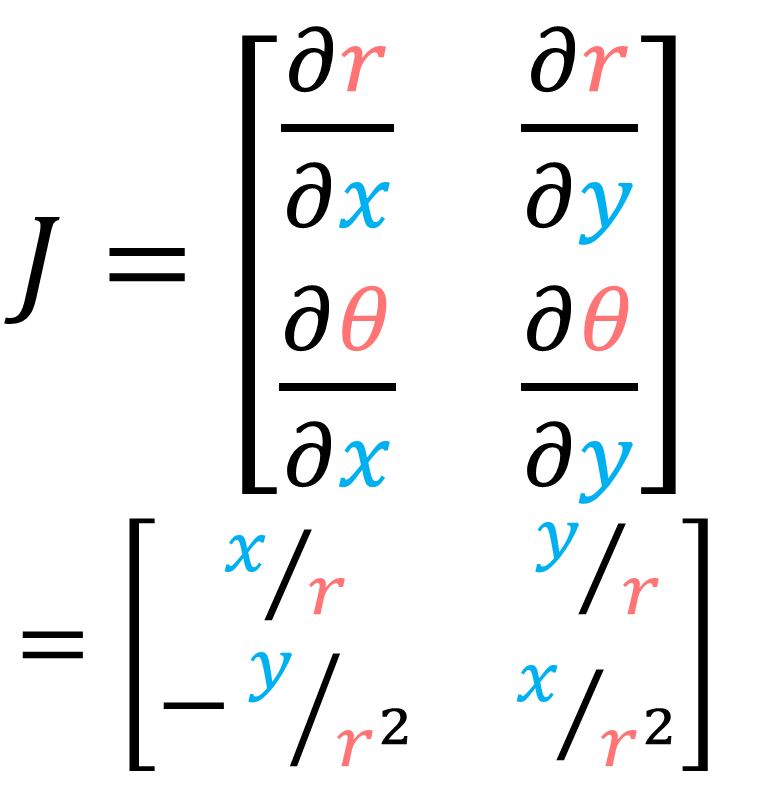 J = [ ∂r/∂x ∂r/∂y
∂θ/∂x ∂θ/∂y ]
= [ x/r y/r
−y/r² x/r² ]